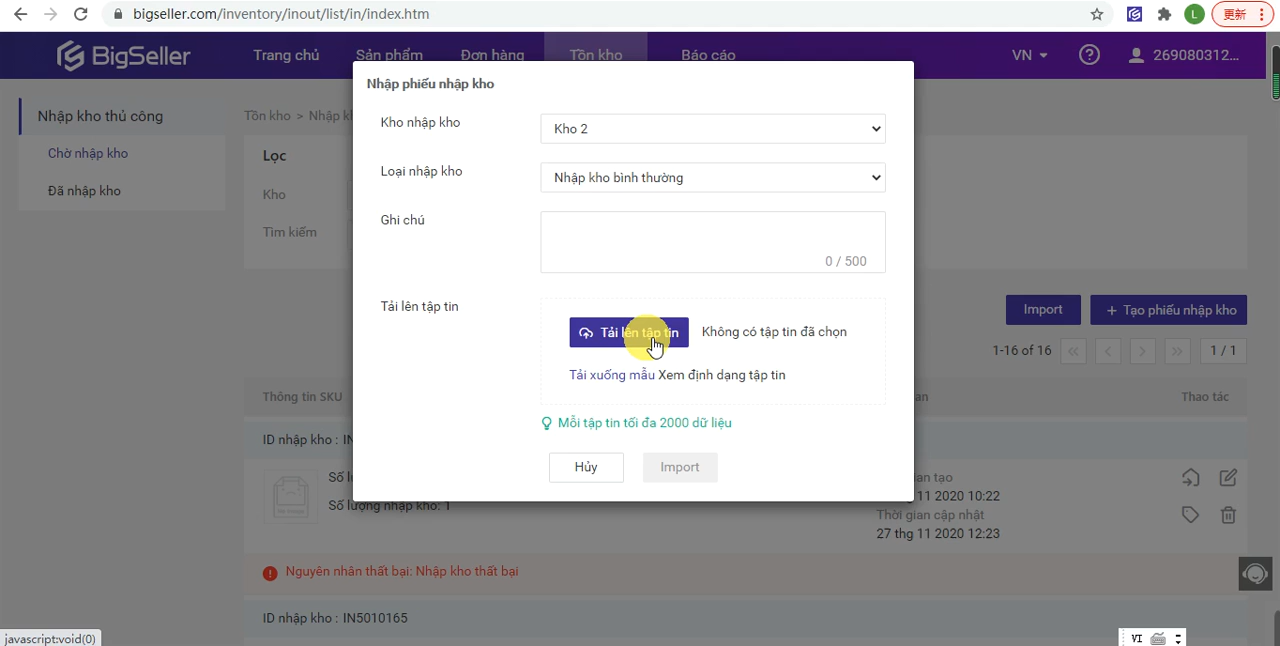 bigseller.com/inventory/inout/list/in/index.htm
L
更新
BigSeller
Trang chủ
Sản phẩm
Đơn hàng
Tồn kho
Báo cáo
VN
269080312...
Nhập kho thủ công
Chờ nhập kho
Đã nhập kho
Tồn kho > Nhập
Lọc
Kho
Tìm kiếm
Nhập phiếu nhập kho
Kho nhập kho
Kho 2
Loại nhập kho
Nhập kho bình thường
Ghi chú
0 / 500
Tải lên tập tin
Tải lên tập tin
Không có tập tin đã chọn
Tải xuống mẫu Xem định dạng tập tin
Mỗi tập tin tối đa 2000 dữ liệu
Hủy
Import
Import
+ Tạo phiếu nhập kho
1-16 of 16
« < > »
1 / 1
Thông tin SKU
Thao tác
ID nhập kho : IN
Số lượng nhập kho: 1
an tạo
11 2020 10:22
Thời gian cập nhật
27 thg 11 2020 12:23
Nguyên nhân thất bại: Nhập kho thất bại
ID nhập kho : IN5010165
javascript:void(0)
VI